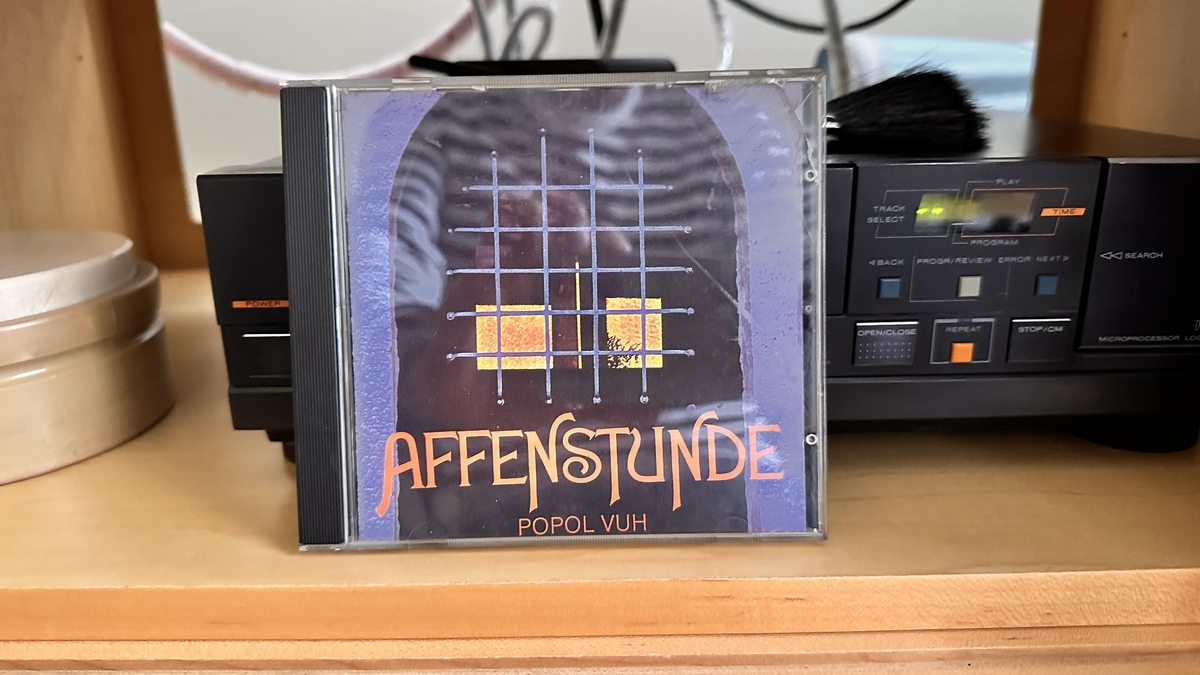 AFFENSTUNDE
POPOL VUH
POWER
PLAY
TRACK
SELECT
TIME
PROGRAM
◁BACK
PROGR/REVIEW
ERROR
NEXT▷
◁◁ SEARCH
OPEN/CLOSE
REPEAT
STOP/CM